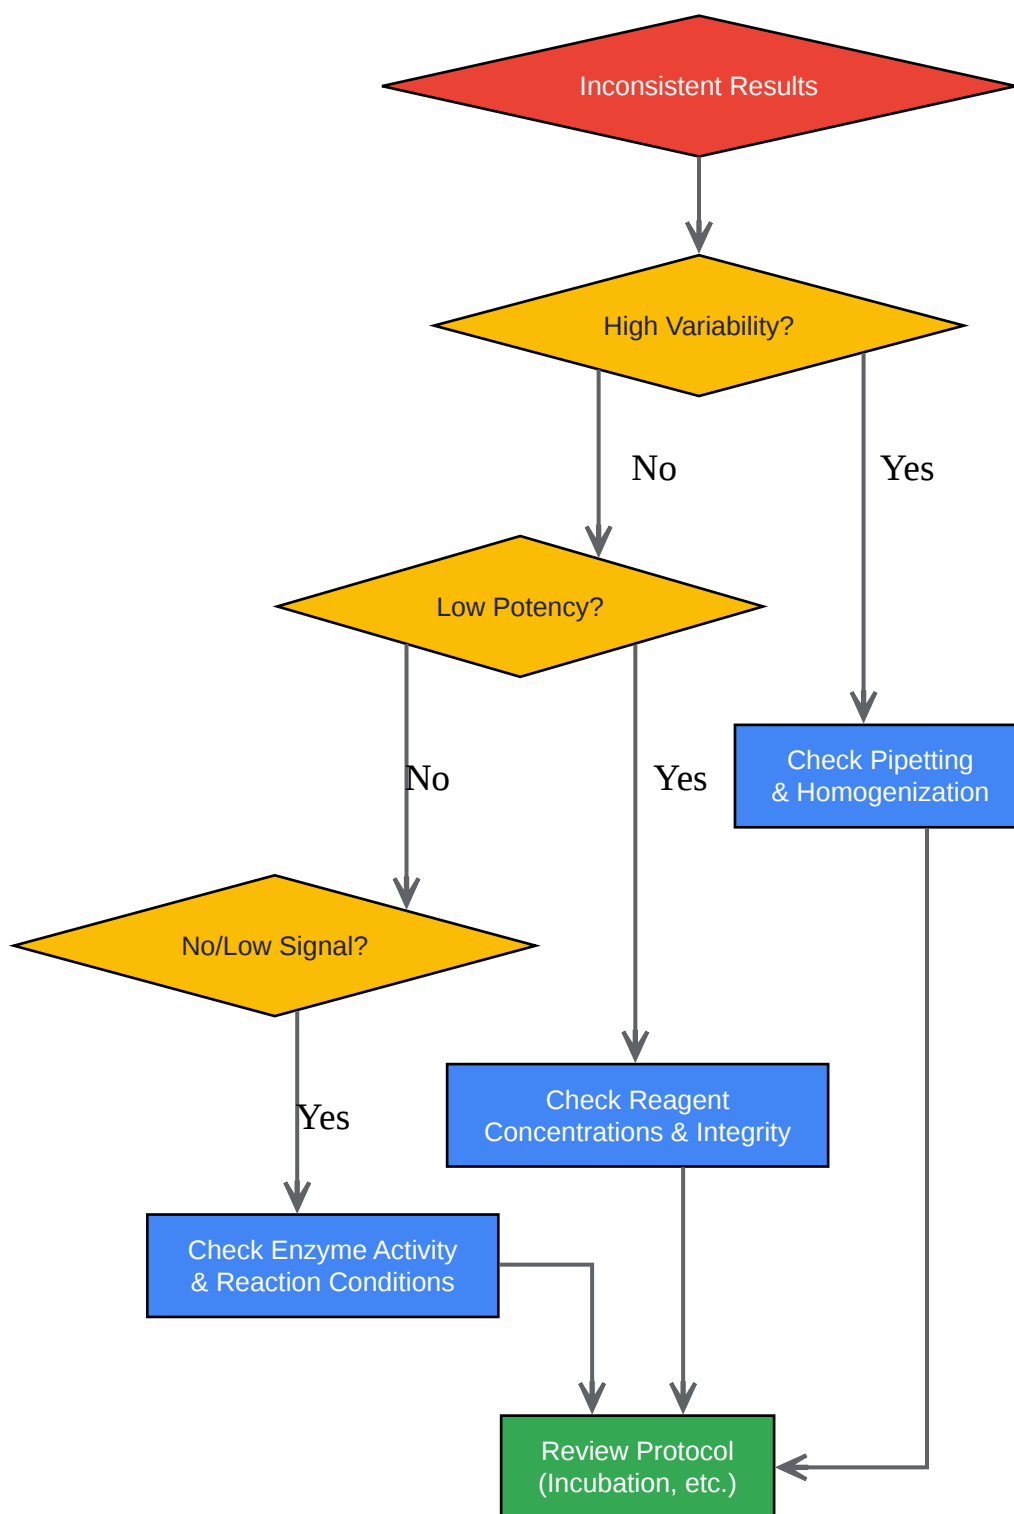 Inconsistent Results
High Variability?
No
Yes
Low Potency?
No
Yes
Check Pipetting
& Homogenization
No/Low Signal?
Check Reagent
Concentrations & Integrity
Yes
Check Enzyme Activity
& Reaction Conditions
Review Protocol
(Incubation, etc.)